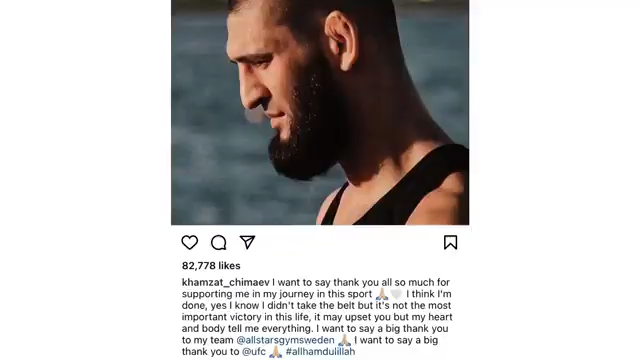 82,778 likes
khamzat_chimaev I want to say thank you all so much for
supporting me in my journey in this sport 🙏🏼🤍 I think I'm
done, yes I know I didn't take the belt but it's not the most
important victory in this life, it may upset you but my heart
and body tell me everything. I want to say a big thank you
to my team @allstarsgymsweden 🙏🏼 I want to say a big
thank you to @ufc 🙏🏼 #allhamdulillah